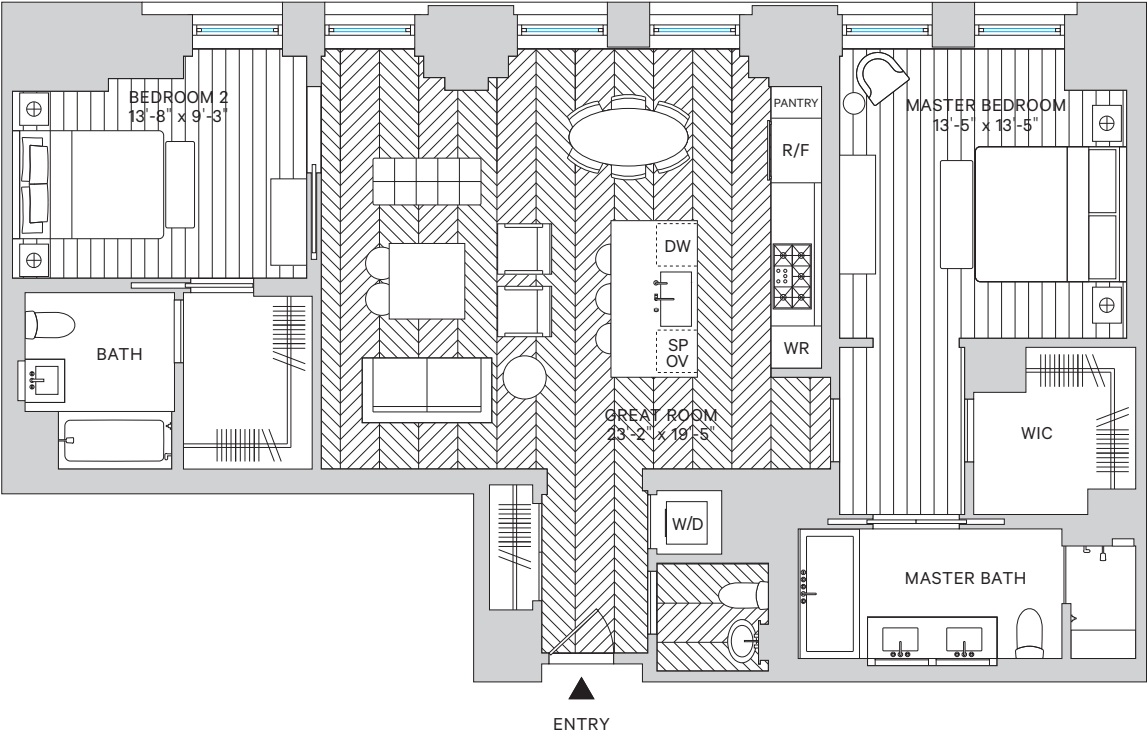 BEDROOM 2
13'-8" x 9'-3"
PANTRY
R/F
MASTER BEDROOM
13'-5" x 13'-5"
DW
SP
OV
WR
BATH
GREAT ROOM
23'-2" x 19'-5"
WIC
W/D
MASTER BATH
ENTRY